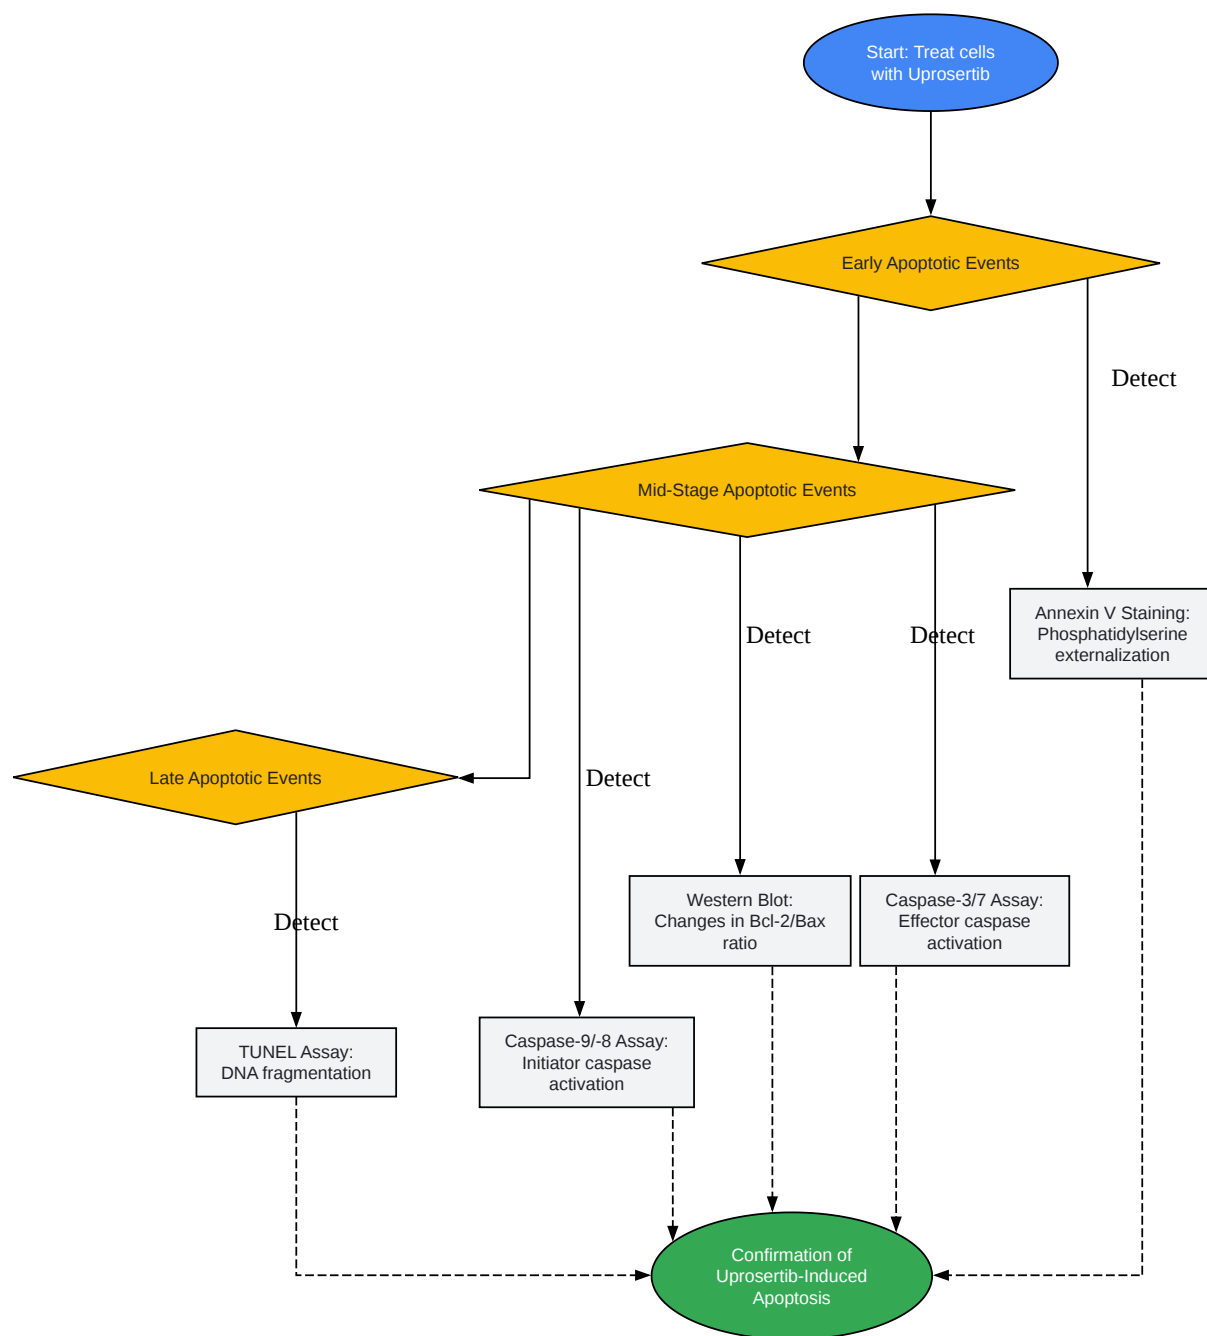 Start: Treat cells
with Uprosertib
Early Apoptotic Events
Detect
Mid-Stage Apoptotic Events
Annexin V Staining:
Phosphatidylserine
externalization
Detect
Detect
Late Apoptotic Events
Detect
Western Blot:
Changes in Bcl-2/Bax
ratio
Caspase-3/7 Assay:
Effector caspase
activation
Detect
TUNEL Assay:
DNA fragmentation
Caspase-9/-8 Assay:
Initiator caspase
activation
Confirmation of
Uprosertib-Induced
Apoptosis